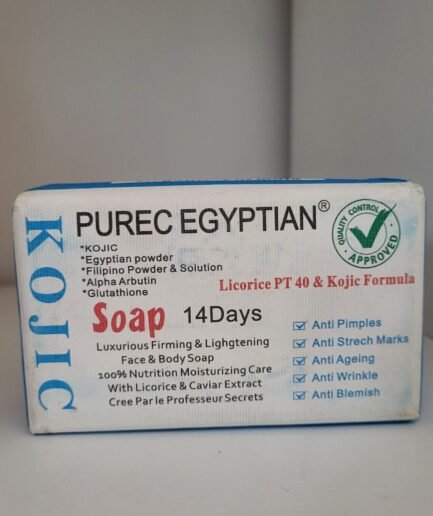 KOJIC
PUREC EGYPTIAN®
*KOJIC
*Egyptian powder
*Filipino Powder & Solution
*Alpha Arbutin
*Glutathione
QUALITY CONTROL
APPROVED
Licorice PT 40 & Kojic Formula
Soap 14Days
Luxurious Firming & Lighgtening
Face & Body Soap
100% Nutrition Moisturizing Care
With Licorice & Caviar Extract
Cree Par le Professeur Secrets
Anti Pimples
Anti Strech Marks
Anti Ageing
Anti Wrinkle
Anti Blemish